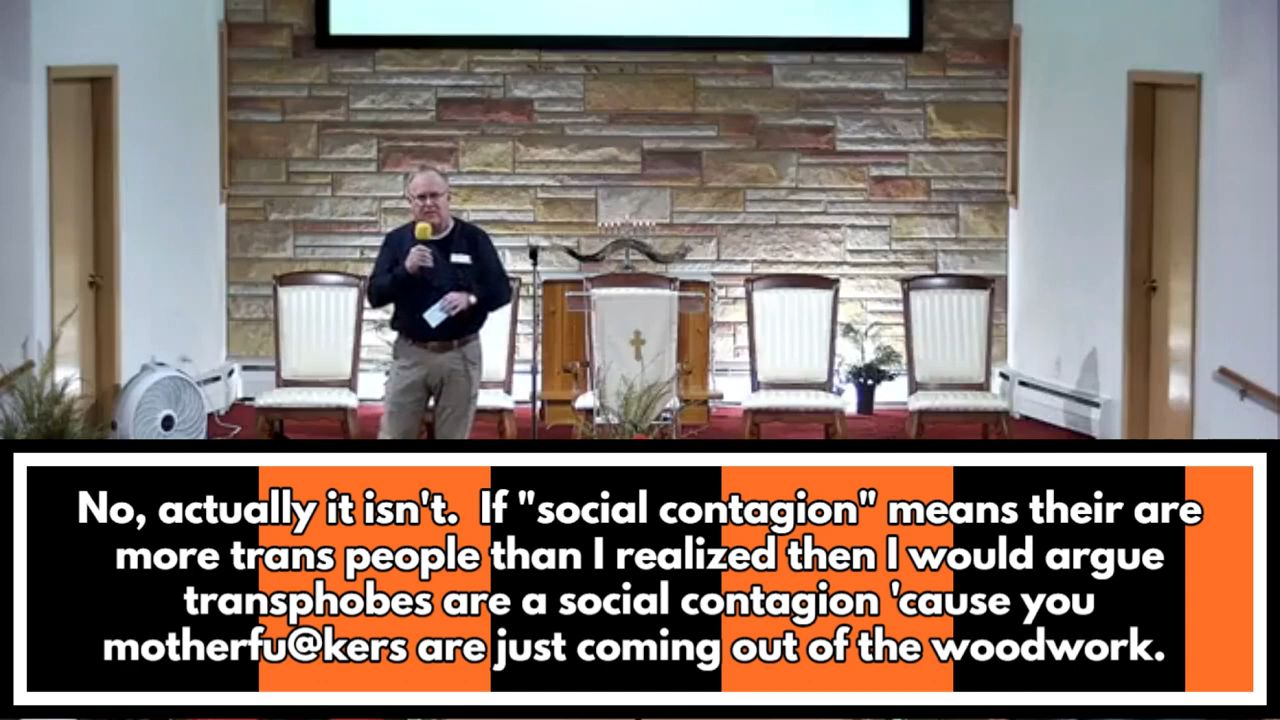 No, actually it isn't.  If "social contagion" means their are
more trans people than I realized then I would argue
transphobes are a social contagion 'cause you
motherfu@kers are just coming out of the woodwork.